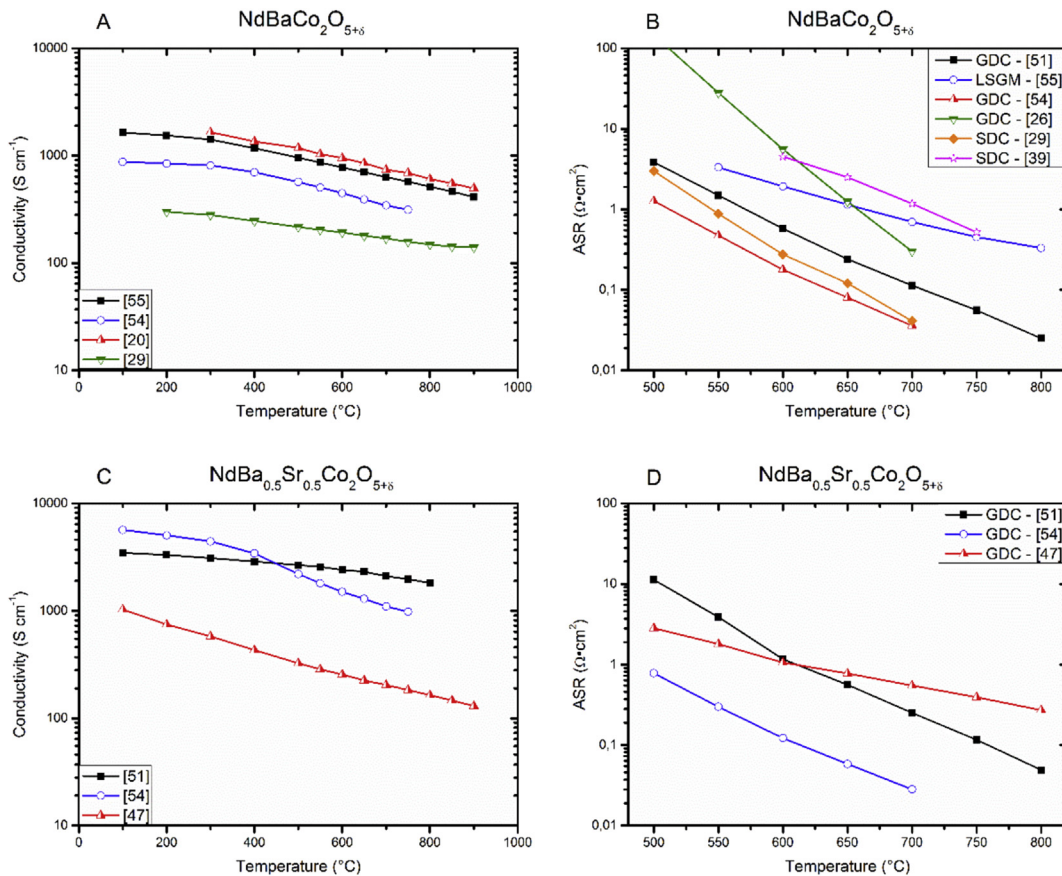 A NdBaCo₂O₅₊δ
Conductivity (S cm⁻¹)
10000
1000
100
10
[55]
[54]
[20]
[29]
0 200 400 600 800 1000
Temperature (°C)
B NdBaCo₂O₅₊δ
ASR (Ω•cm²)
100
10
1
0,1
0,01
GDC - [51]
LSGM - [55]
GDC - [54]
GDC - [26]
SDC - [29]
SDC - [39]
500 550 600 650 700 750 800
Temperature (°C)
C NdBa₀.₅Sr₀.₅Co₂O₅₊δ
Conductivity (S cm⁻¹)
10000
1000
100
10
[51]
[54]
[47]
0 200 400 600 800 1000
Temperature (°C)
NdBa₀.₅Sr₀.₅Co₂O₅₊δ D
ASR (Ω•cm²)
100
10
1
0,1
0,01
GDC - [51]
GDC - [54]
GDC - [47]
500 550 600 650 700 750 800
Temperature (°C)